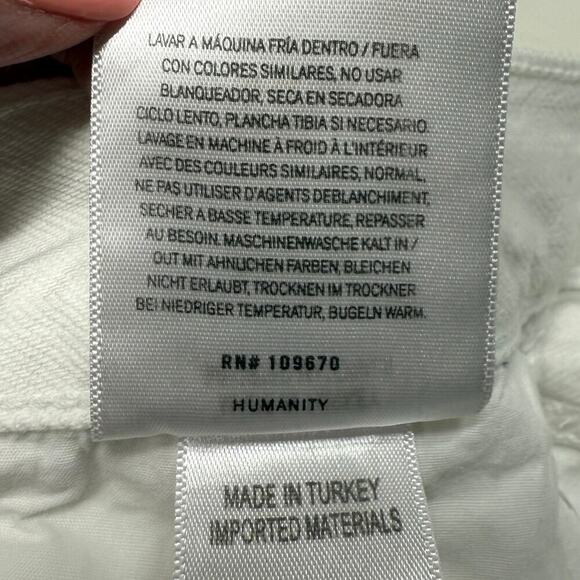 LAVAR A MÁQUINA FRÍA DENTRO / FUERA
CON COLORES SIMILARES, NO USAR
BLANQUEADOR, SECA EN SECADORA
CICLO LENTO, PLANCHA TIBIA SI NECESARIO.
LAVAGE EN MACHINE À FROID À L'INTÉRIEUR
AVEC DES COULEURS SIMILAIRES, NORMAL,
NE PAS UTILISER D'AGENTS DEBLANCHIMENT,
SECHER A BASSE TEMPERATURE, REPASSER
AU BESOIN. MASCHINENWASCHE KALT IN /
OUT MIT AHNLICHEN FARBEN, BLEICHEN
NICHT ERLAUBT, TROCKNEN IM TROCKNER
BEI NIEDRIGER TEMPERATUR, BUGELN WARM.
RN# 109670
HUMANITY
MADE IN TURKEY
IMPORTED MATERIALS